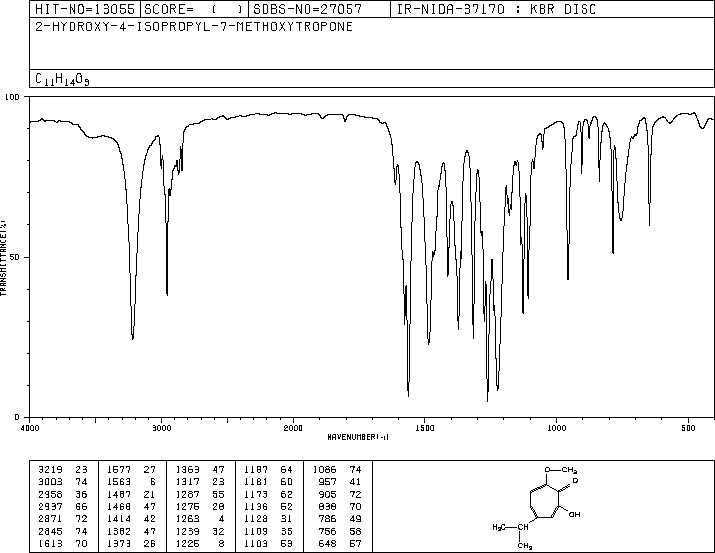 HIT-NO=13055 SCORE= ( ) SDBS-NO=27057 IR-NIDA-37170 : KBR DISC
2-HYDROXY-4-ISOPROPYL-7-METHOXYTROPONE
C11H14O3
100
50
0
TRANSMITTANCE(%)
4000 3000 2000 1500 1000 500
WAVENUMBER(-1)
3219 23 1577 27 1369 47 1187 64 1086 74
3003 74 1563 6 1317 23 1181 60 957 41
2958 36 1487 21 1287 55 1173 62 905 72
2937 66 1468 47 1275 28 1136 52 838 70
2871 72 1414 42 1263 4 1128 31 786 49
2845 74 1382 47 1239 32 1109 35 756 58
1613 70 1373 26 1225 8 1103 59 648 57
O CH3
O
OH
CH3
CH
CH3